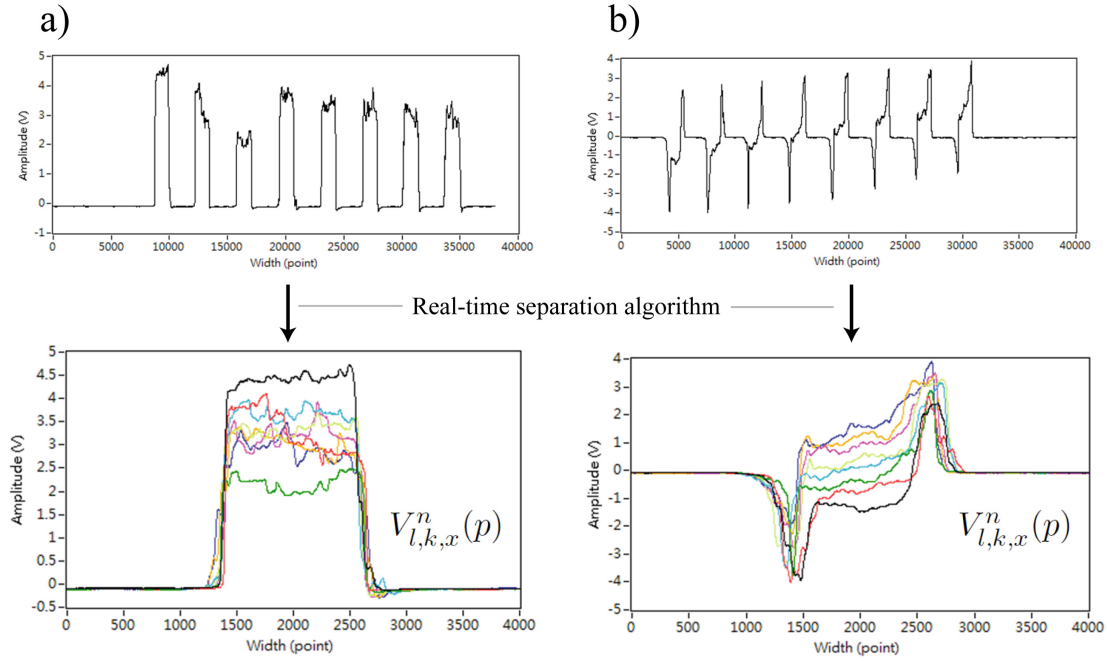 a)
b)
5
4
3
2
1
0
-1
Amplitude (V)
0 5000 10000 15000 20000 25000 30000 35000 40000
Width (point)
4
3
2
1
0
-1
-2
-3
-4
-5
Amplitude (V)
0 5000 10000 15000 20000 25000 30000 35000 40000
Width (point)
Real-time separation algorithm
5
4.5
4
3.5
3
2.5
2
1.5
1
0.5
0
-0.5
Amplitude (V)
V^n_{l,k,x}(p)
0 500 1000 1500 2000 2500 3000 3500 4000
Width (point)
4
3
2
1
0
-1
-2
-3
-4
-5
Amplitude (V)
V^n_{l,k,x}(p)
0 500 1000 1500 2000 2500 3000 3500 4000
Width (point)